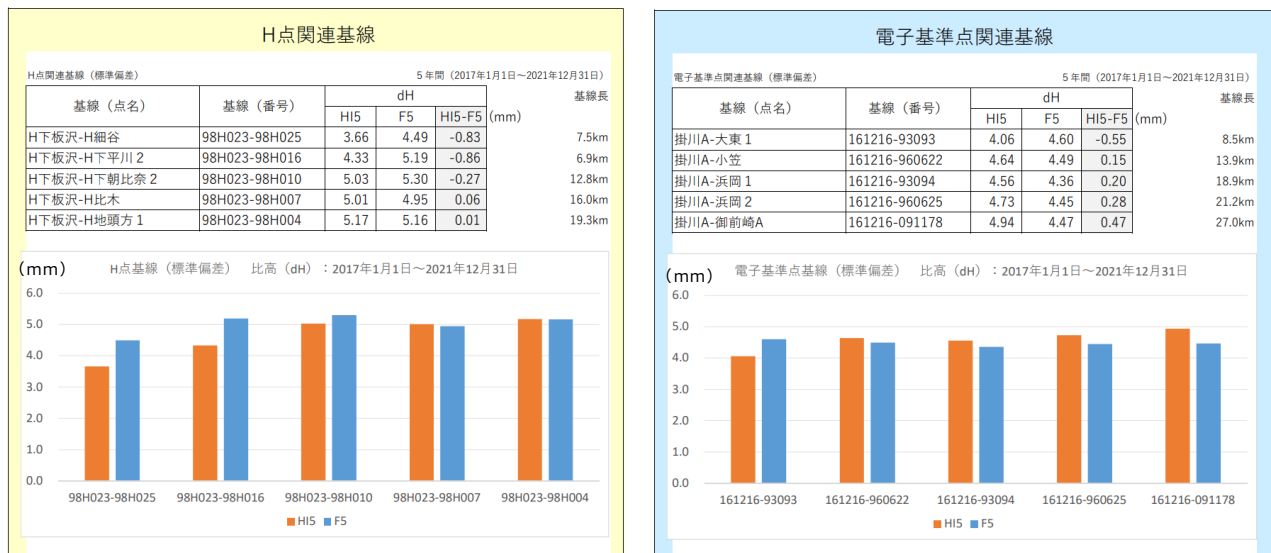 H点関連基線
H点関連基線（標準偏差） 5年間（2017年1月1日～2021年12月31日）
基線（点名） 基線（番号） dH 基線長
HI5 F5 HI5-F5 (mm)
H下板沢-H細谷 98H023-98H025 3.66 4.49 -0.83 7.5km
H下板沢-H下平川２ 98H023-98H016 4.33 5.19 -0.86 6.9km
H下板沢-H下朝比奈２ 98H023-98H010 5.03 5.30 -0.27 12.8km
H下板沢-H比木 98H023-98H007 5.01 4.95 0.06 16.0km
H下板沢-H地頭方１ 98H023-98H004 5.17 5.16 0.01 19.3km
(mm) H点基線（標準偏差） 比高（dH）：2017年1月1日～2021年12月31日
6.0
5.0
4.0
3.0
2.0
1.0
0.0
98H023-98H025 98H023-98H016 98H023-98H010 98H023-98H007 98H023-98H004
HI5 F5
電子基準点関連基線
電子基準点関連基線（標準偏差） 5年間（2017年1月1日～2021年12月31日）
基線（点名） 基線（番号） dH 基線長
HI5 F5 HI5-F5 (mm)
掛川A-大東１ 161216-93093 4.06 4.60 -0.55 8.5km
掛川A-小笠 161216-960622 4.64 4.49 0.15 13.9km
掛川A-浜岡１ 161216-93094 4.56 4.36 0.20 18.9km
掛川A-浜岡２ 161216-960625 4.73 4.45 0.28 21.2km
掛川A-御前崎A 161216-091178 4.94 4.47 0.47 27.0km
(mm) 電子基準点基線（標準偏差） 比高（dH）：2017年1月1日～2021年12月31日
6.0
5.0
4.0
3.0
2.0
1.0
0.0
161216-93093 161216-960622 161216-93094 161216-960625 161216-091178
HI5 F5